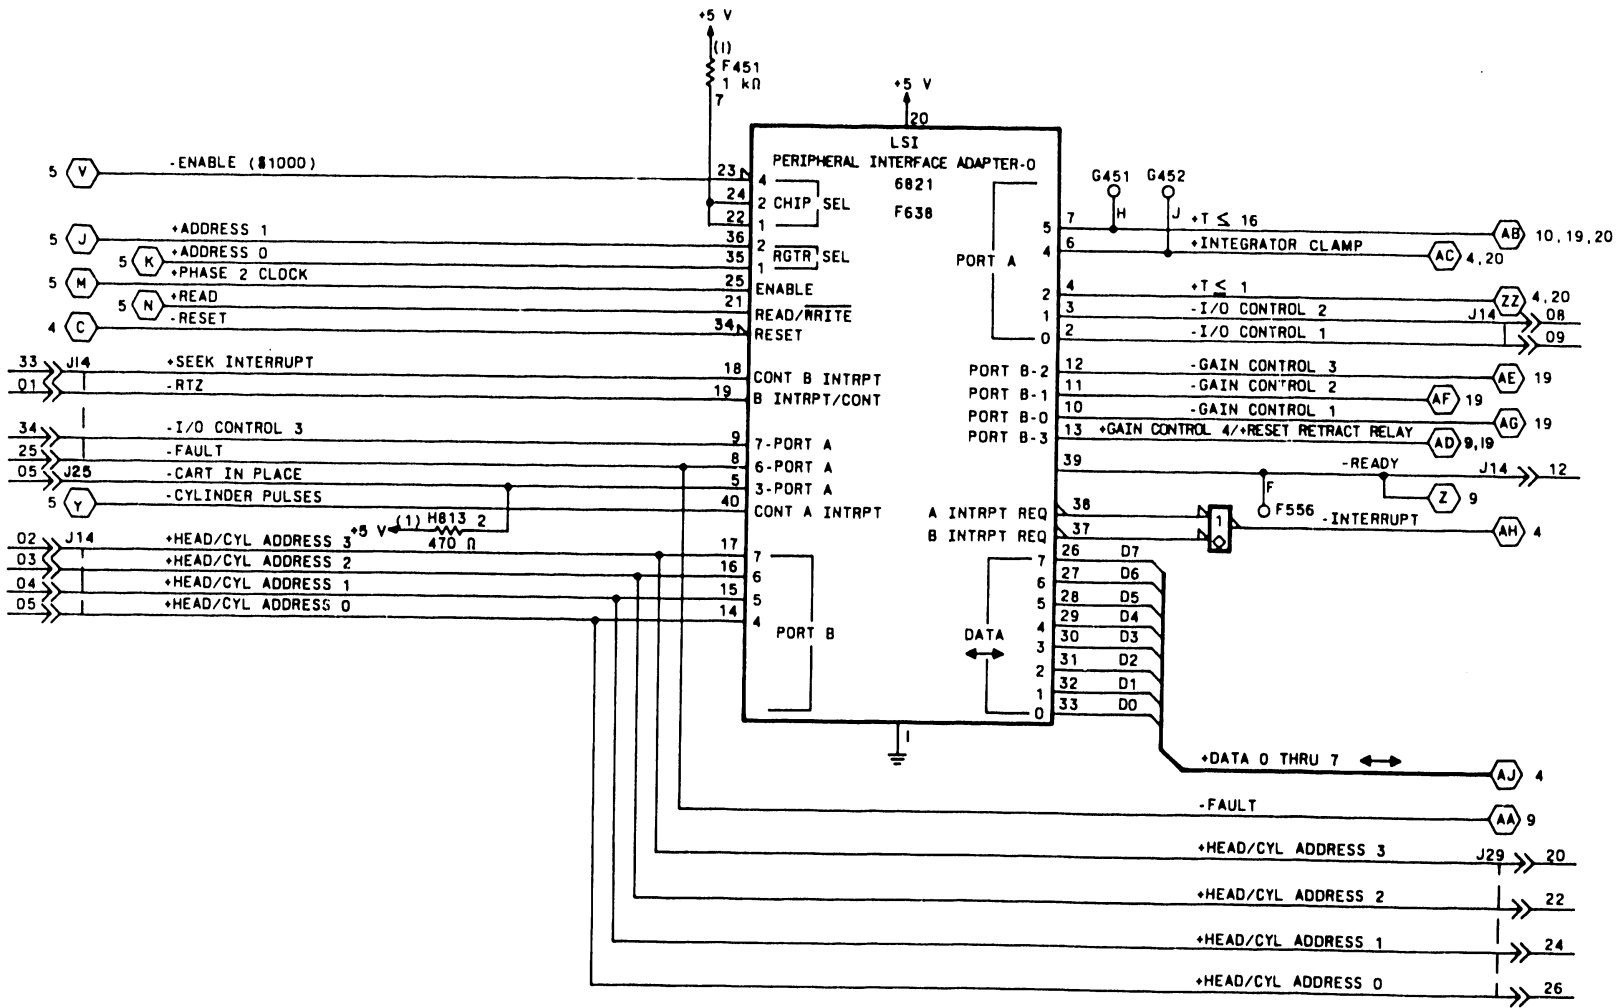 +5 V
(1)
F451
1 kΩ
7
+5 V
20
LSI
PERIPHERAL INTERFACE ADAPTER-0
6821
F638
5 V -ENABLE ($1000) 23 4
24 2 CHIP SEL
22 1
5 J +ADDRESS 1 36 2
5 K +ADDRESS 0 35 1 RGTR SEL
5 M +PHASE 2 CLOCK 25 ENABLE
5 N +READ 21 READ/WRITE
4 C -RESET 34 RESET
33 J14 +SEEK INTERRUPT 18 CONT B INTRPT
01 -RTZ 19 B INTRPT/CONT
34 -I/O CONTROL 3 9 7-PORT A
25 -FAULT 8 6-PORT A
05 J25 -CART IN PLACE 5 3-PORT A
5 Y -CYLINDER PULSES 40 CONT A INTRPT
+5 V (1) H813 2
470 Ω
02 J14 +HEAD/CYL ADDRESS 3 17 7
03 +HEAD/CYL ADDRESS 2 16 6
04 +HEAD/CYL ADDRESS 1 15 5
05 +HEAD/CYL ADDRESS 0 14 4
PORT B
1
G451 G452
H J
PORT A
5 7 +T ≤ 16 AB 10,19,20
4 6 +INTEGRATOR CLAMP AC 4,20
2 4 +T ≤ 1 ZZ 4,20
1 3 -I/O CONTROL 2 J14 08
0 2 -I/O CONTROL 1 09
PORT B-2 12 -GAIN CONTROL 3 AE 19
PORT B-1 11 -GAIN CONTROL 2 AF 19
PORT B-0 10 -GAIN CONTROL 1 AG 19
PORT B-3 13 +GAIN CONTROL 4/+RESET RETRACT RELAY AD 9,19
39 -READY J14 12
Z 9
F
F556
A INTRPT REQ 38
B INTRPT REQ 37
1
-INTERRUPT AH 4
DATA
7 26 D7
6 27 D6
5 28 D5
4 29 D4
3 30 D3
2 31 D2
1 32 D1
0 33 D0
+DATA 0 THRU 7 AJ 4
-FAULT AA 9
+HEAD/CYL ADDRESS 3 J29 20
+HEAD/CYL ADDRESS 2 22
+HEAD/CYL ADDRESS 1 24
+HEAD/CYL ADDRESS 0 26